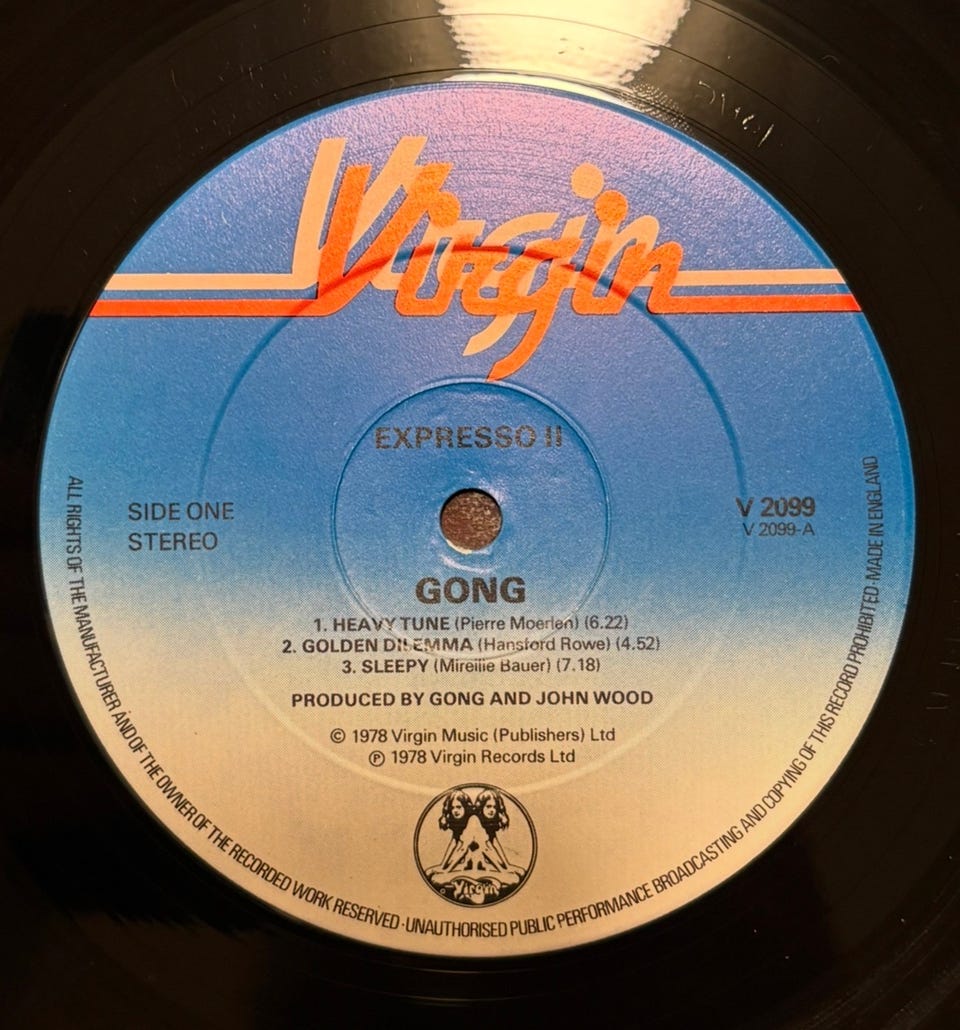 Virgin
EXPRESSO II
SIDE ONE
STEREO
V 2099
V 2099-A
GONG
1. HEAVY TUNE (Pierre Moerlen) (6.22)
2. GOLDEN DILEMMA (Hansford Rowe) (4.52)
3. SLEEPY (Mireille Bauer) (7.18)
PRODUCED BY GONG AND JOHN WOOD
© 1978 Virgin Music (Publishers) Ltd
℗ 1978 Virgin Records Ltd
Virgin
ALL RIGHTS OF THE MANUFACTURER AND OF THE OWNER OF THE RECORDED WORK RESERVED · UNAUTHORISED PUBLIC PERFORMANCE BROADCASTING AND COPYING OF THIS RECORD PROHIBITED · MADE IN ENGLAND